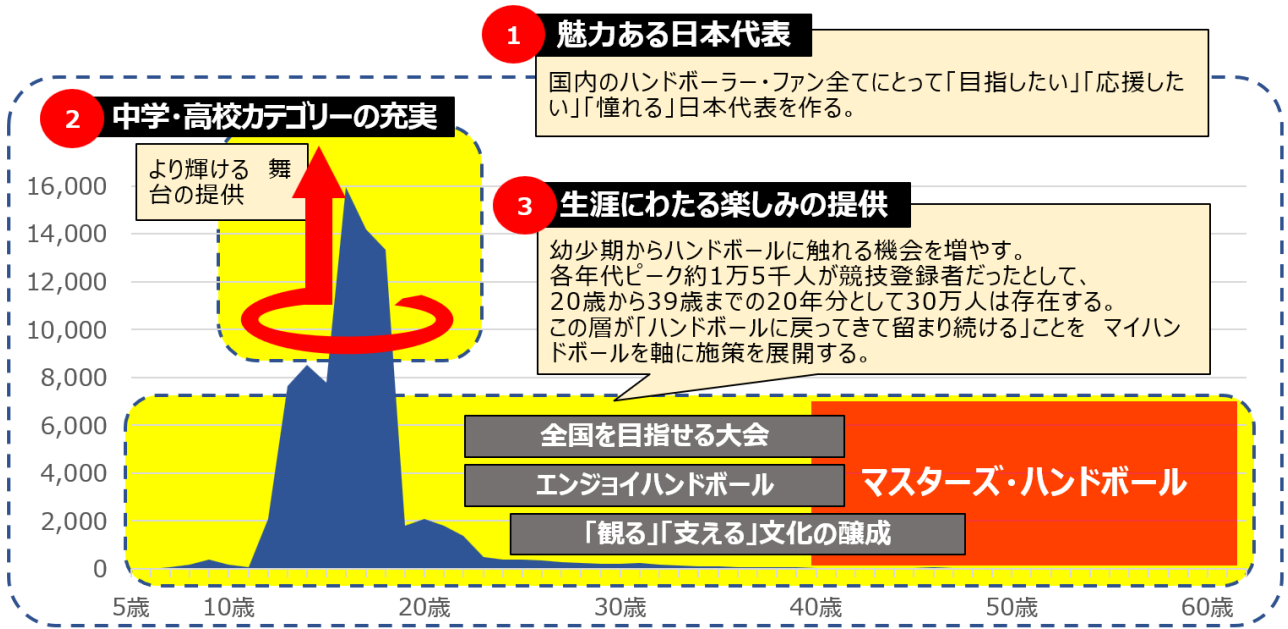 1 魅力ある日本代表
国内のハンドボーラー・ファン全てにとって「目指したい」「応援した
い」「憧れる」日本代表を作る。
2 中学・高校カテゴリーの充実
より輝ける　舞
台の提供
3 生涯にわたる楽しみの提供
幼少期からハンドボールに触れる機会を増やす。
各年代ピーク約1万5千人が競技登録者だったとして、
20歳から39歳までの20年分として30万人は存在する。
この層が「ハンドボールに戻ってきて留まり続ける」ことを　マイハン
ドボールを軸に施策を展開する。
16,000
14,000
12,000
10,000
8,000
6,000
4,000
2,000
0
全国を目指せる大会
エンジョイハンドボール
「観る」「支える」文化の醸成
マスターズ・ハンドボール
5歳 10歳 20歳 30歳 40歳 50歳 60歳